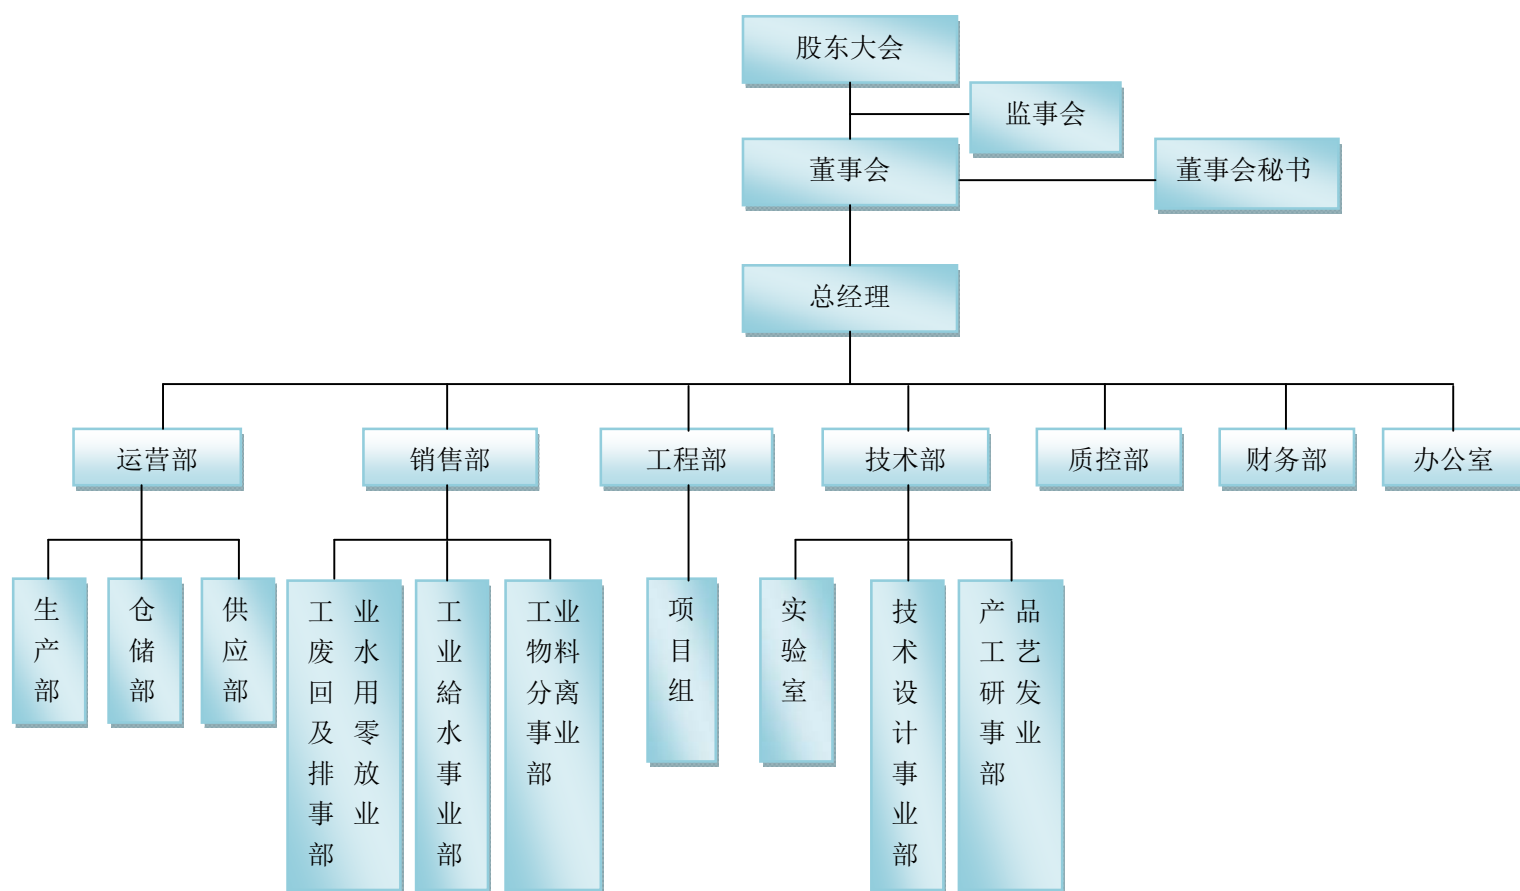 股东大会
监事会
董事会
董事会秘书
总经理
运营部
销售部
工程部
技术部
质控部
财务部
办公室
生产部
仓储部
供应部
工业
废水
回用
及零
排放
事业
部
工业給水事业部
工业
物料
分离
事业
部
项目组
实验室
技术设计事业部
产品
工艺
研发
事业
部